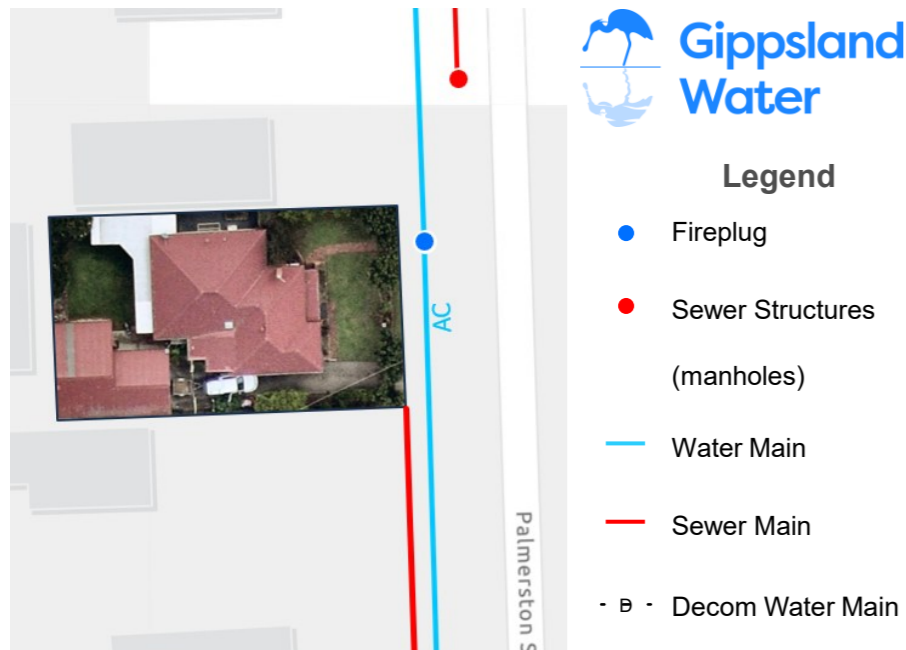 Gippsland
Water
Legend
Fireplug
Sewer Structures
(manholes)
Water Main
Sewer Main
- D - Decom Water Main
AC
Palmerston S